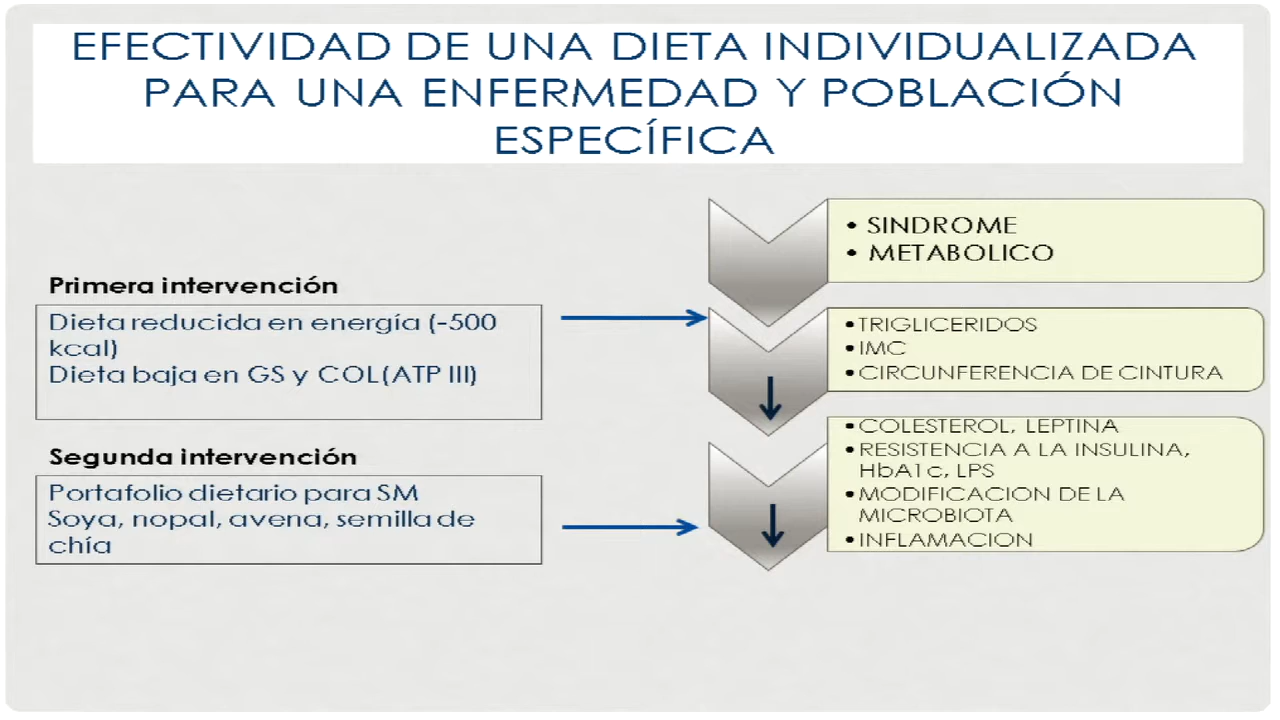 EFECTIVIDAD DE UNA DIETA INDIVIDUALIZADA
PARA UNA ENFERMEDAD Y POBLACIÓN
ESPECÍFICA
Primera intervención
Dieta reducida en energía (-500
kcal)
Dieta baja en GS y COL(ATP III)
Segunda intervención
Portafolio dietario para SM
Soya, nopal, avena, semilla de
chía
• SINDROME
• METABOLICO
•TRIGLICERIDOS
•IMC
•CIRCUNFERENCIA DE CINTURA
•COLESTEROL, LEPTINA
•RESISTENCIA A LA INSULINA,
HbA1c, LPS
•MODIFICACION DE LA
MICROBIOTA
•INFLAMACION